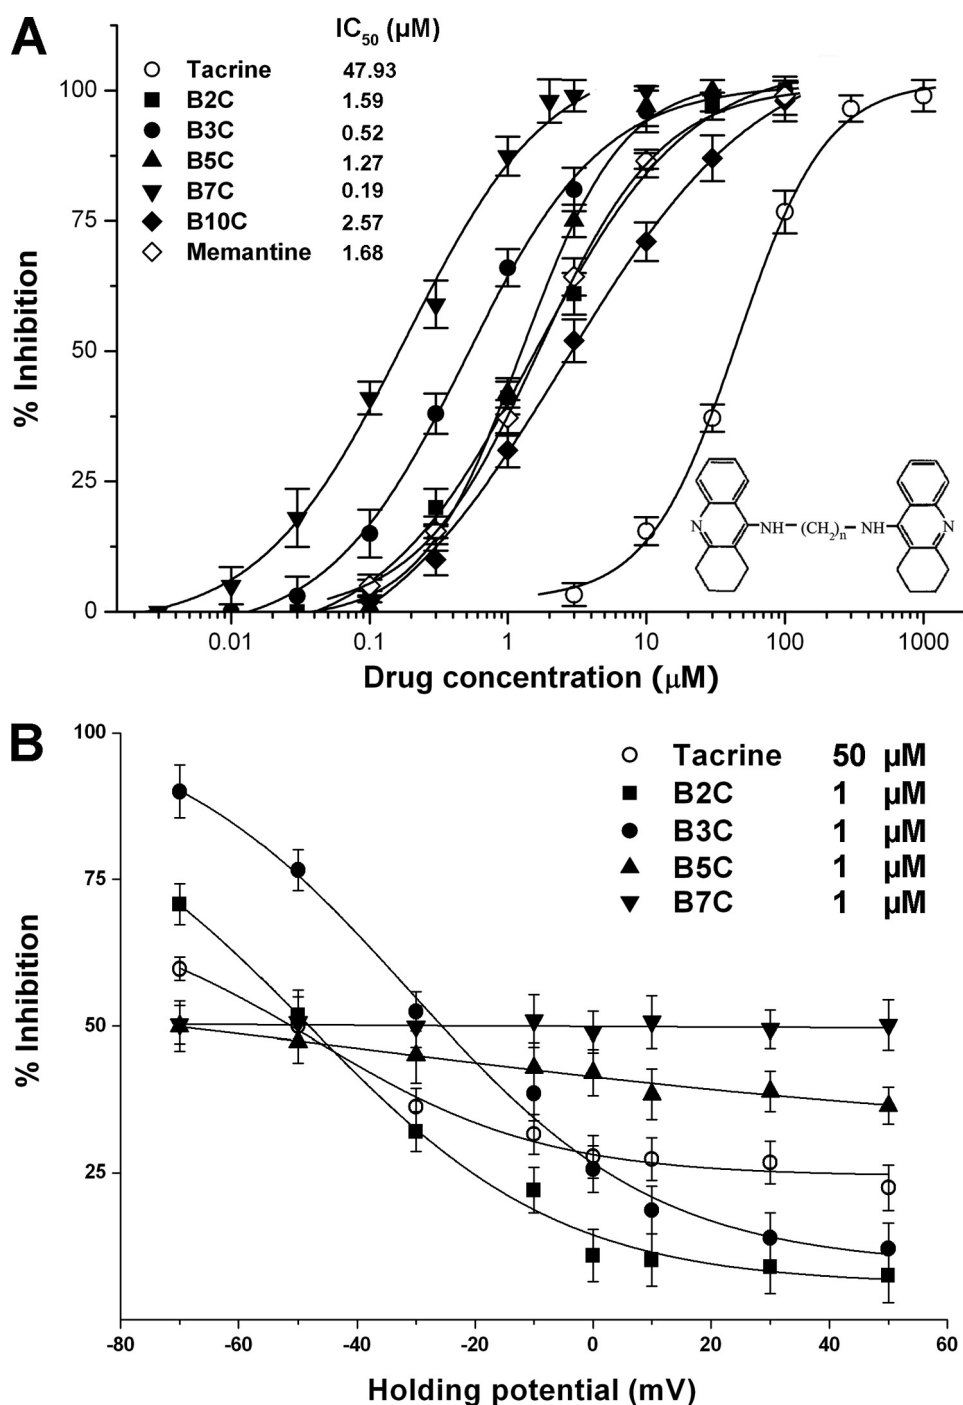 A
IC50 (μM)
Tacrine 47.93
B2C 1.59
B3C 0.52
B5C 1.27
B7C 0.19
B10C 2.57
Memantine 1.68
100
75
50
25
0
% Inhibition
N NH (CH2)n NH N
0.01 0.1 1 10 100 1000
Drug concentration (μM)
B
Tacrine 50 μM
B2C 1 μM
B3C 1 μM
B5C 1 μM
B7C 1 μM
100
75
50
25
% Inhibition
-80 -60 -40 -20 0 20 40 60
Holding potential (mV)